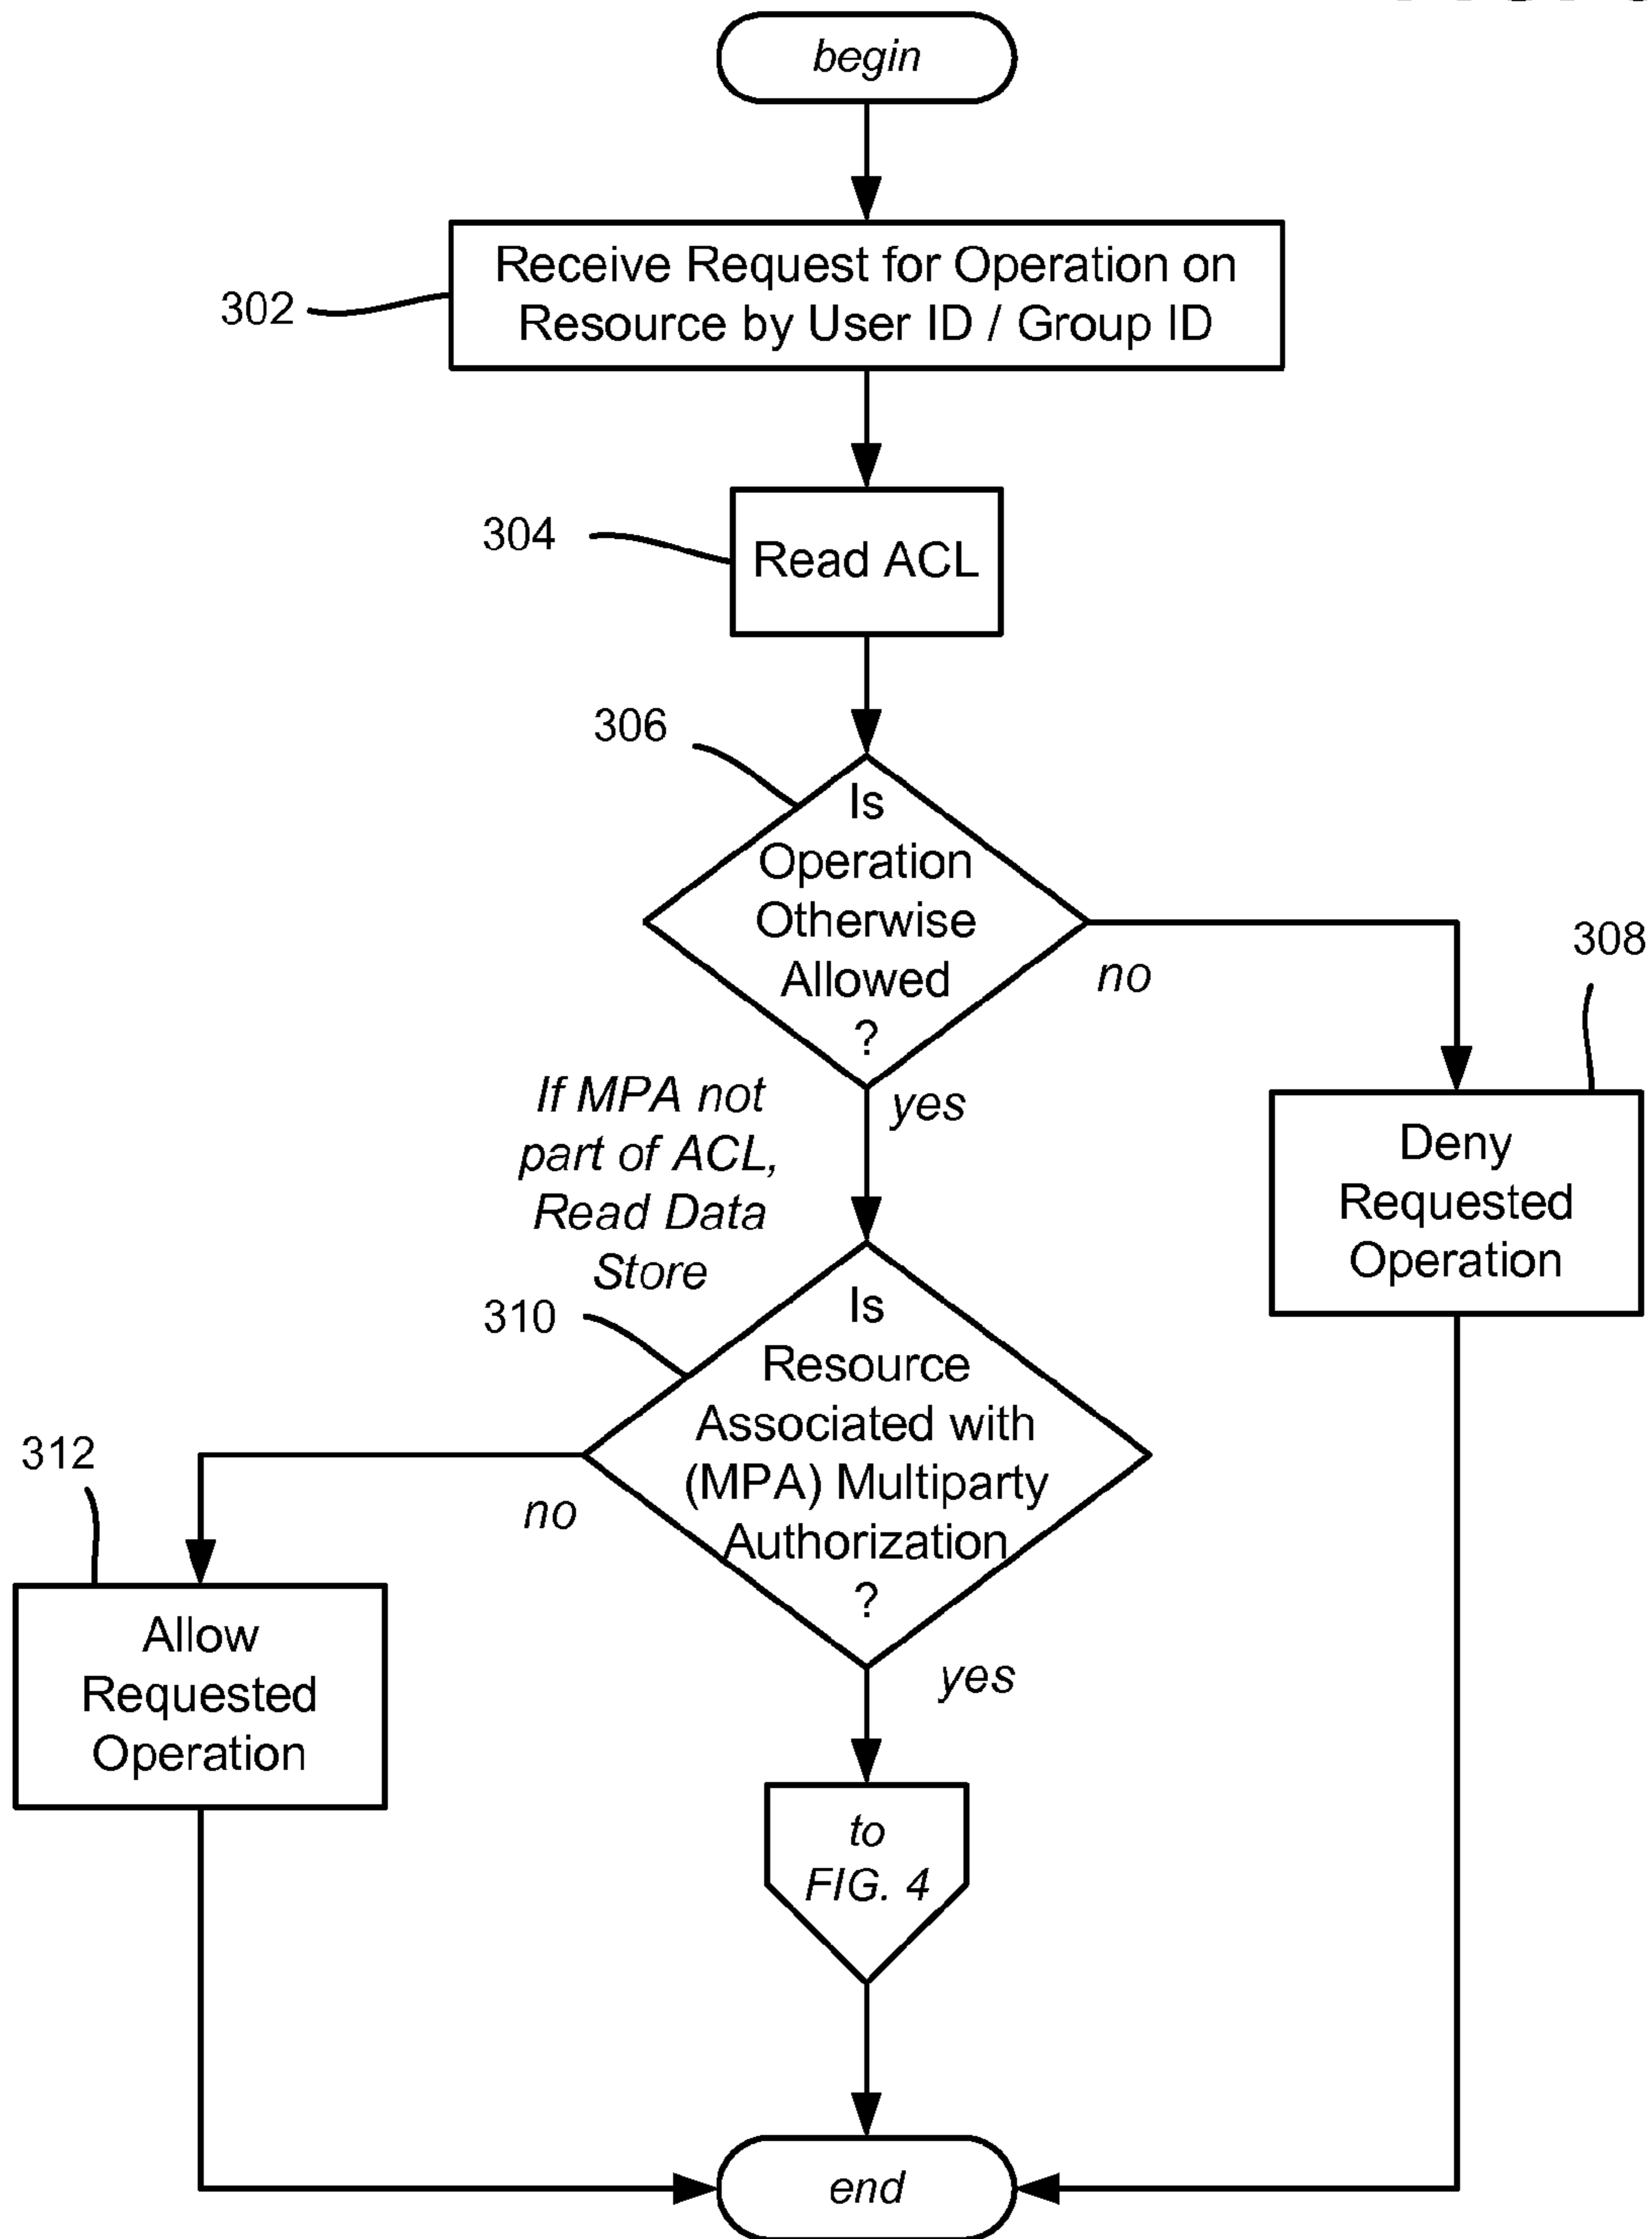 begin
302
Receive Request for Operation on
Resource by User ID / Group ID
304
Read ACL
306
Is
Operation
Otherwise
Allowed
?
no
308
yes
If MPA not
part of ACL,
Read Data
Store
Deny
Requested
Operation
310
Is
Resource
Associated with
(MPA) Multiparty
Authorization
?
no
312
yes
Allow
Requested
Operation
to
FIG. 4
end